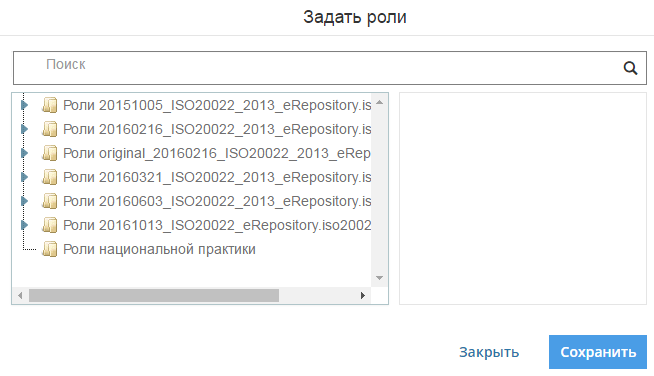 Задать роли
Поиск
Роли 20151005_ISO20022_2013_eRepository.is
Роли 20160216_ISO20022_2013_eRepository.is
Роли original_20160216_ISO20022_2013_eRep
Роли 20160321_ISO20022_2013_eRepository.is
Роли 20160603_ISO20022_2013_eRepository.is
Роли 20161013_ISO20022_eRepository.iso2002
Роли национальной практики
Закрыть Сохранить